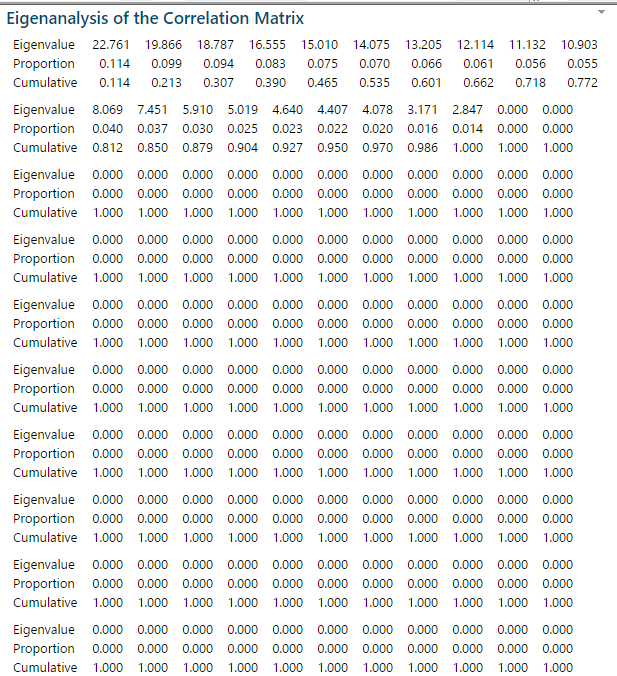 Eigenanalysis of the Correlation Matrix
Eigenvalue 22.761 19.866 18.787 16.555 15.010 14.075 13.205 12.114 11.132 10.903
Proportion 0.114 0.099 0.094 0.083 0.075 0.070 0.066 0.061 0.056 0.055
Cumulative 0.114 0.213 0.307 0.390 0.465 0.535 0.601 0.662 0.718 0.772
Eigenvalue 8.069 7.451 5.910 5.019 4.640 4.407 4.078 3.171 2.847 0.000 0.000
Proportion 0.040 0.037 0.030 0.025 0.023 0.022 0.020 0.016 0.014 0.000 0.000
Cumulative 0.812 0.850 0.879 0.904 0.927 0.950 0.970 0.986 1.000 1.000 1.000
Eigenvalue 0.000 0.000 0.000 0.000 0.000 0.000 0.000 0.000 0.000 0.000 0.000
Proportion 0.000 0.000 0.000 0.000 0.000 0.000 0.000 0.000 0.000 0.000 0.000
Cumulative 1.000 1.000 1.000 1.000 1.000 1.000 1.000 1.000 1.000 1.000 1.000
Eigenvalue 0.000 0.000 0.000 0.000 0.000 0.000 0.000 0.000 0.000 0.000 0.000
Proportion 0.000 0.000 0.000 0.000 0.000 0.000 0.000 0.000 0.000 0.000 0.000
Cumulative 1.000 1.000 1.000 1.000 1.000 1.000 1.000 1.000 1.000 1.000 1.000
Eigenvalue 0.000 0.000 0.000 0.000 0.000 0.000 0.000 0.000 0.000 0.000 0.000
Proportion 0.000 0.000 0.000 0.000 0.000 0.000 0.000 0.000 0.000 0.000 0.000
Cumulative 1.000 1.000 1.000 1.000 1.000 1.000 1.000 1.000 1.000 1.000 1.000
Eigenvalue 0.000 0.000 0.000 0.000 0.000 0.000 0.000 0.000 0.000 0.000 0.000
Proportion 0.000 0.000 0.000 0.000 0.000 0.000 0.000 0.000 0.000 0.000 0.000
Cumulative 1.000 1.000 1.000 1.000 1.000 1.000 1.000 1.000 1.000 1.000 1.000
Eigenvalue 0.000 0.000 0.000 0.000 0.000 0.000 0.000 0.000 0.000 0.000 0.000
Proportion 0.000 0.000 0.000 0.000 0.000 0.000 0.000 0.000 0.000 0.000 0.000
Cumulative 1.000 1.000 1.000 1.000 1.000 1.000 1.000 1.000 1.000 1.000 1.000
Eigenvalue 0.000 0.000 0.000 0.000 0.000 0.000 0.000 0.000 0.000 0.000 0.000
Proportion 0.000 0.000 0.000 0.000 0.000 0.000 0.000 0.000 0.000 0.000 0.000
Cumulative 1.000 1.000 1.000 1.000 1.000 1.000 1.000 1.000 1.000 1.000 1.000
Eigenvalue 0.000 0.000 0.000 0.000 0.000 0.000 0.000 0.000 0.000 0.000 0.000
Proportion 0.000 0.000 0.000 0.000 0.000 0.000 0.000 0.000 0.000 0.000 0.000
Cumulative 1.000 1.000 1.000 1.000 1.000 1.000 1.000 1.000 1.000 1.000 1.000
Eigenvalue 0.000 0.000 0.000 0.000 0.000 0.000 0.000 0.000 0.000 0.000 0.000
Proportion 0.000 0.000 0.000 0.000 0.000 0.000 0.000 0.000 0.000 0.000 0.000
Cumulative 1.000 1.000 1.000 1.000 1.000 1.000 1.000 1.000 1.000 1.000 1.000